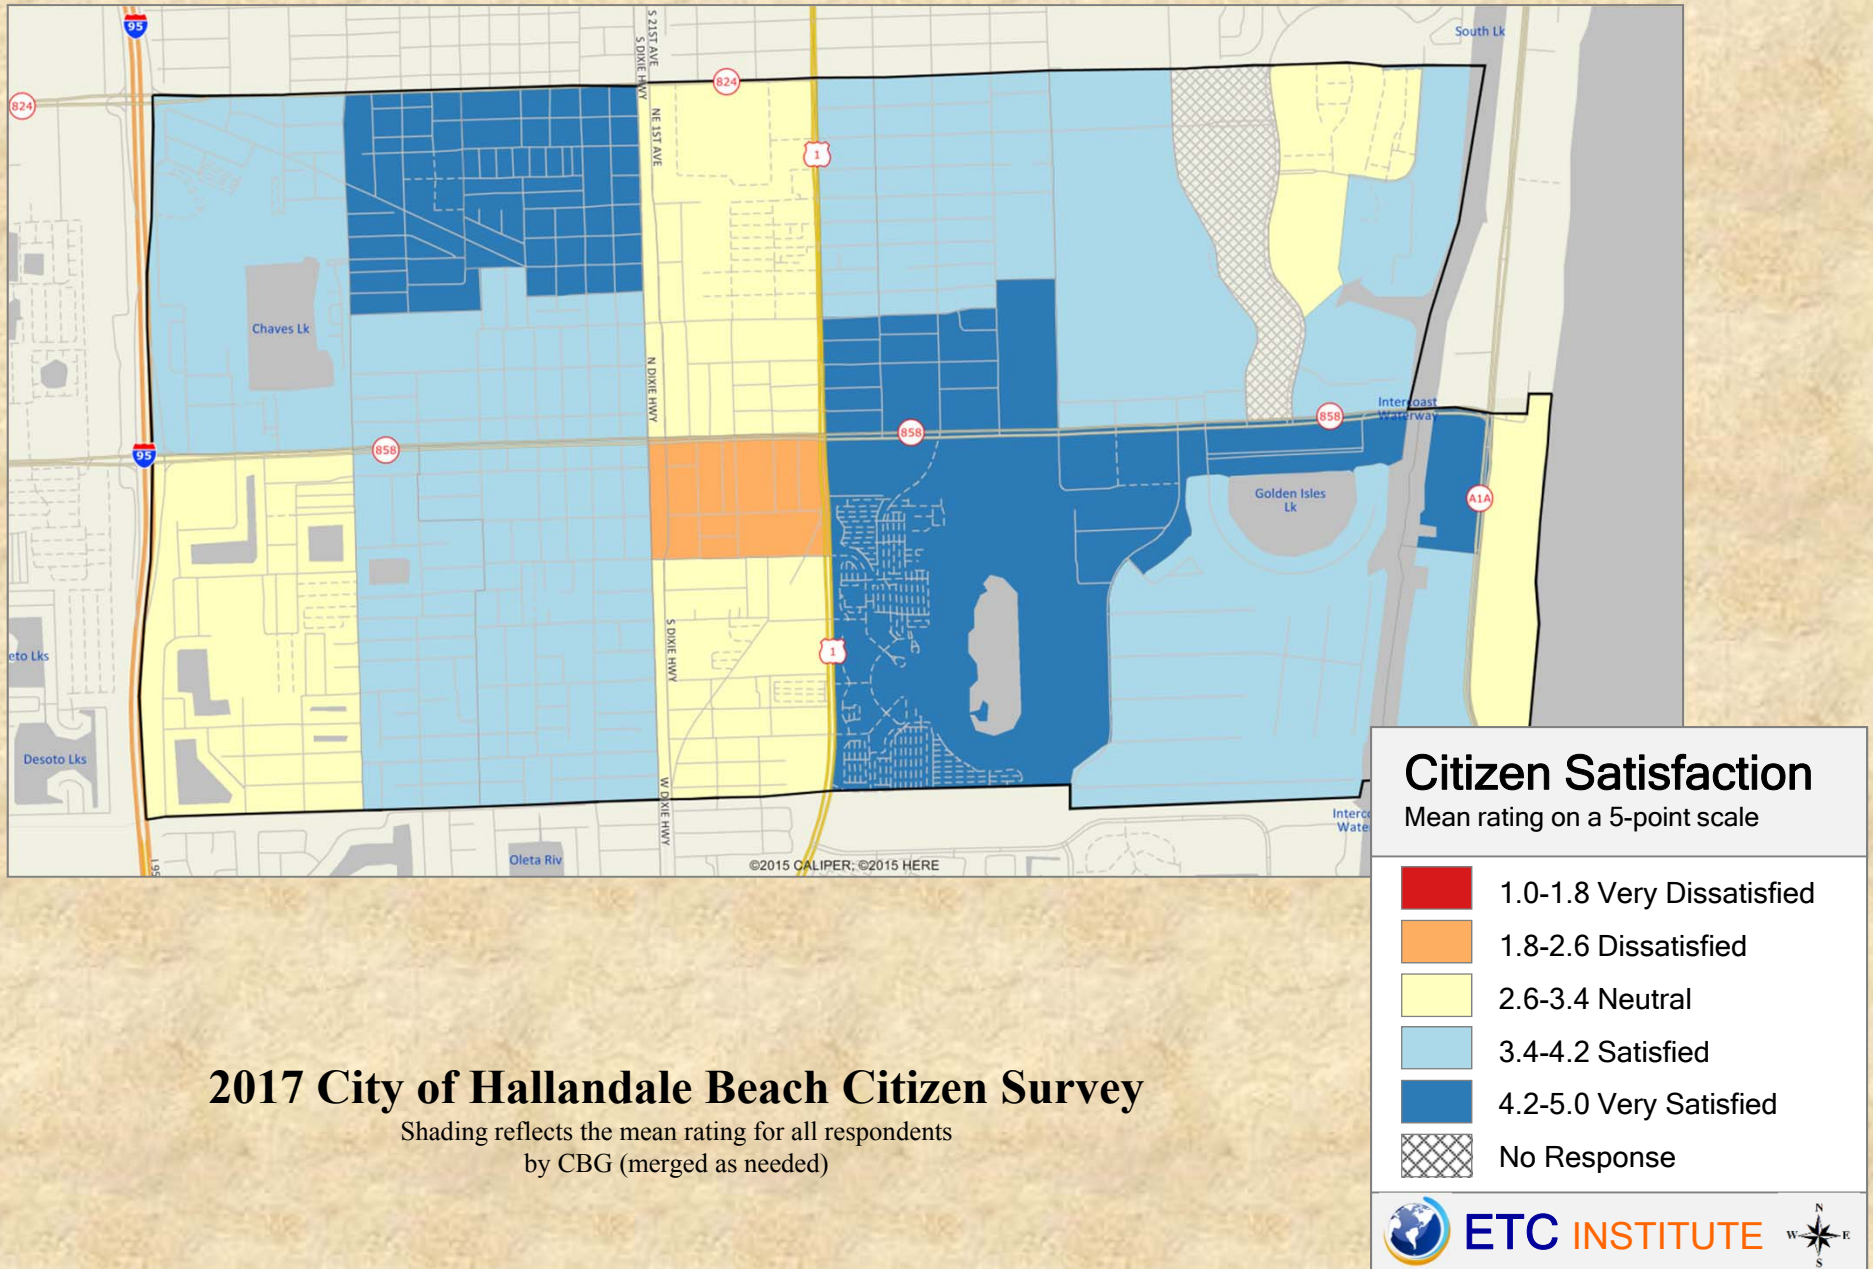 95
S 21ST AVE
S DIXIE HWY
South Lk
824
824
NE 1ST AVE
1
Chaves Lk
N DIXIE HWY
Intercoast
Waterway
858
858
858
95
Golden Isles
Lk
A1A
S DIXIE HWY
1
eto Lks
Desoto Lks
W DIXIE HWY
Interco
Wate
Oleta Riv
I 95
©2015 CALIPER; ©2015 HERE
Citizen Satisfaction
Mean rating on a 5-point scale
1.0-1.8 Very Dissatisfied
1.8-2.6 Dissatisfied
2.6-3.4 Neutral
3.4-4.2 Satisfied
4.2-5.0 Very Satisfied
No Response
2017 City of Hallandale Beach Citizen Survey
Shading reflects the mean rating for all respondents
by CBG (merged as needed)
ETC INSTITUTE
N
W E
S